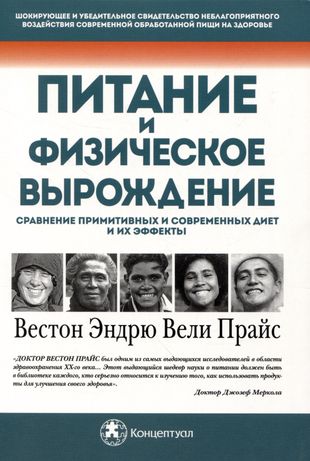 ШОКИРУЮЩЕЕ И УБЕДИТЕЛЬНОЕ СВИДЕТЕЛЬСТВО НЕБЛАГОПРИЯТНОГО
ВОЗДЕЙСТВИЯ СОВРЕМЕННОЙ ОБРАБОТАННОЙ ПИЩИ НА ЗДОРОВЬЕ
ПИТАНИЕ
И
ФИЗИЧЕСКОЕ
ВЫРОЖДЕНИЕ
СРАВНЕНИЕ ПРИМИТИВНЫХ И СОВРЕМЕННЫХ ДИЕТ
И ИХ ЭФФЕКТЫ
Вестон Эндрю Вели Прайс
«ДОКТОР ВЕСТОН ПРАЙС был одним из самых выдающихся исследователей в области
здравоохранения XX-го века... Этот выдающийся шедевр науки о питании должен быть
в библиотеке каждого, кто серьезно относится к изучению того, как использовать продук-
ты для улучшения своего здоровья».
Доктор Джозеф Меркола
Концептуал